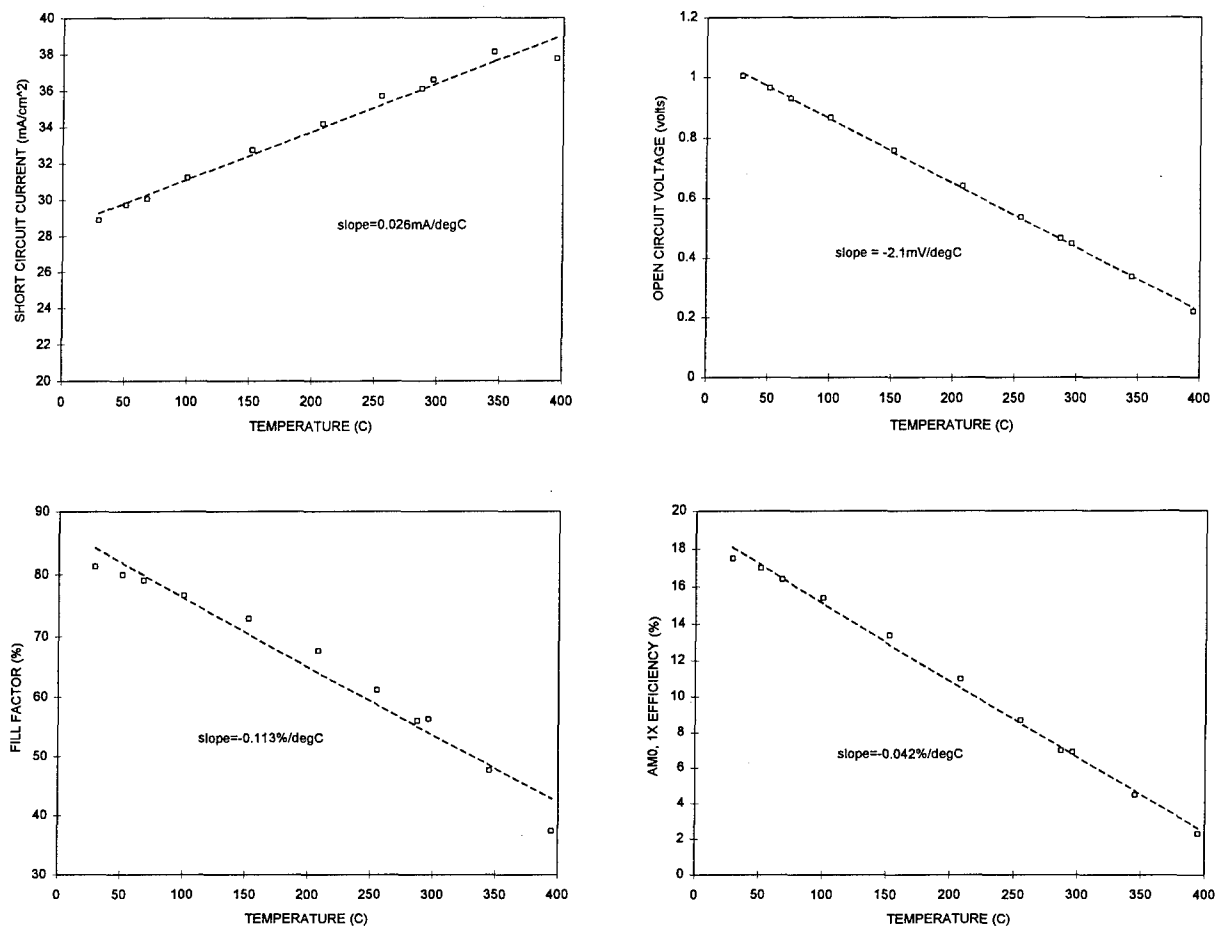 SHORT CIRCUIT CURRENT (mA/cm^2)
40
38
36
34
32
30
28
26
24
22
20
slope=0.026mA/degC
0 50 100 150 200 250 300 350 400
TEMPERATURE (C)
OPEN CIRCUIT VOLTAGE (volts)
1.2
1
0.8
0.6
0.4
0.2
0
slope = -2.1mV/degC
0 50 100 150 200 250 300 350 400
TEMPERATURE (C)
FILL FACTOR (%)
90
80
70
60
50
40
30
slope=-0.113%/degC
0 50 100 150 200 250 300 350 400
TEMPERATURE (C)
AM0, 1X EFFICIENCY (%)
20
18
16
14
12
10
8
6
4
2
0
slope=-0.042%/degC
0 50 100 150 200 250 300 350 400
TEMPERATURE (C)